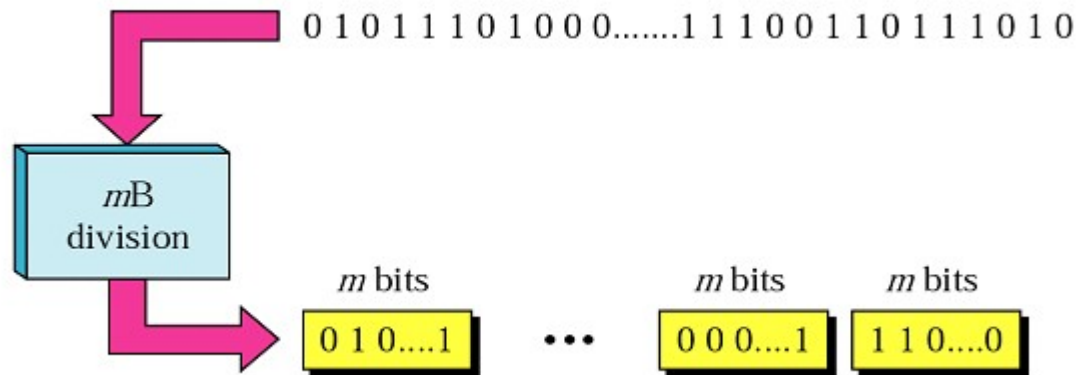 0 1 0 1 1 1 0 1 0 0 0.......1 1 1 0 0 1 1 0 1 1 1 0 1 0
mB
division
m bits m bits m bits
0 1 0....1 ••• 0 0 0....1 1 1 0....0